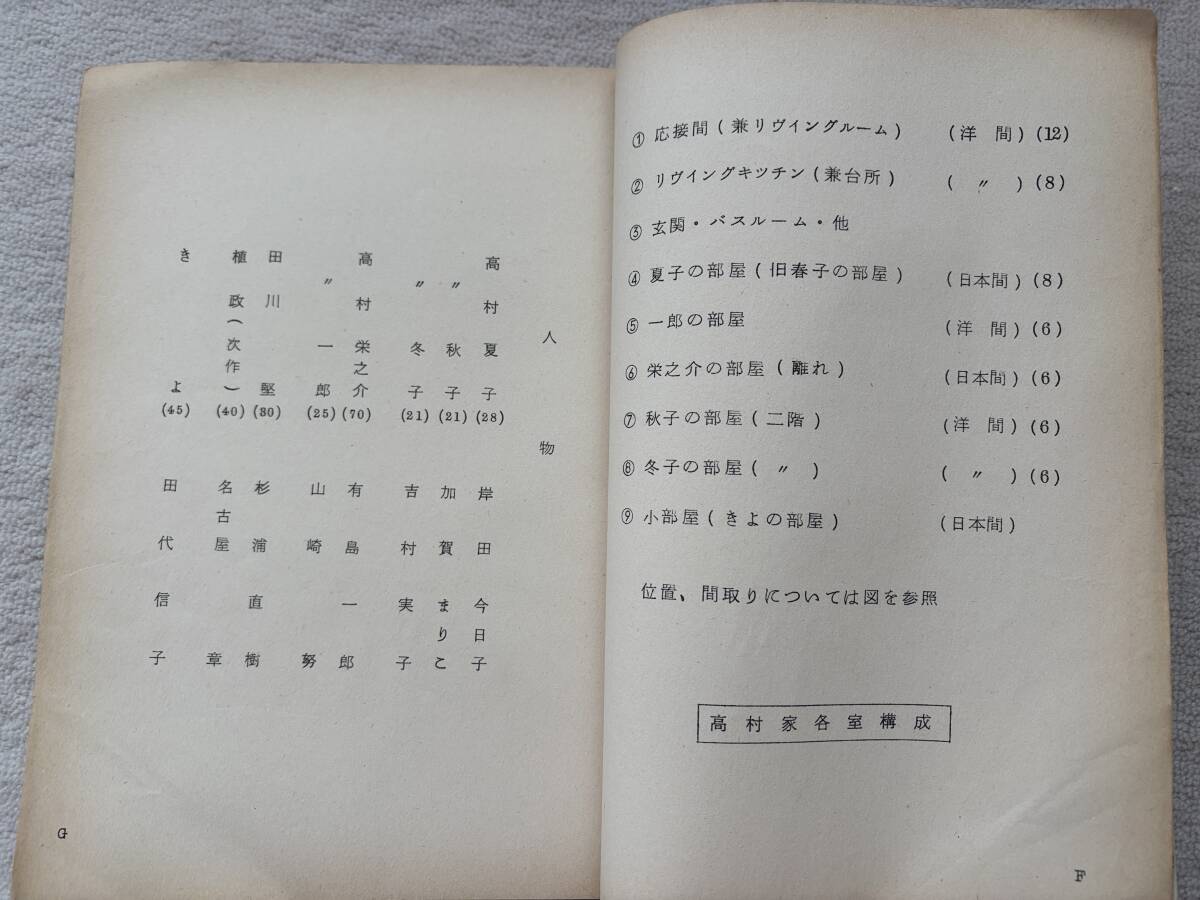 ① 応接間(兼リヴイングルーム) (洋 間) (12)
② リヴイングキツチン(兼台所) ( 〃 ) (8)
③ 玄関・バスルーム・他
④ 夏子の部屋(旧春子の部屋) (日本間) (8)
⑤ 一郎の部屋 (洋 間) (6)
⑥ 栄之介の部屋(離れ) (日本間) (6)
⑦ 秋子の部屋(二階) (洋 間) (6)
⑧ 冬子の部屋( 〃 ) ( 〃 ) (6)
⑨ 小部屋(きよの部屋) (日本間)
位置、間取りについては図を参照
高村家各室構成
F
人物
高村夏子(28) 岸田今日子
〃秋子(21) 加賀まりこ
〃冬子(21) 吉村実子
高村栄之介(70) 有島一郎
〃一郎(25) 山崎努
田川堅(30) 杉浦直樹
植政(次作)(40) 名古屋章
きよ(45) 田代信子
G